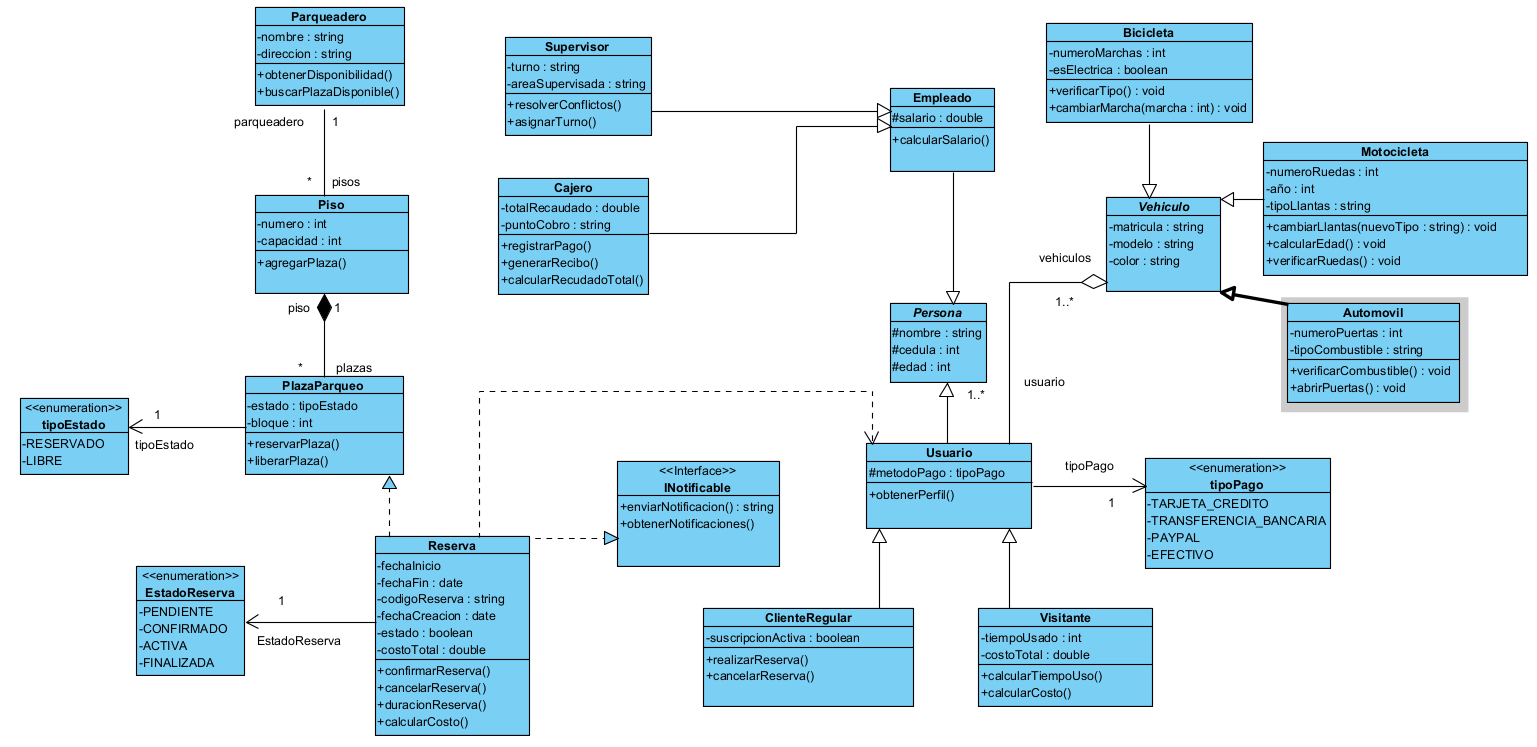 Parqueadero
-nombre : string
-direccion : string
+obtenerDisponibilidad()
+buscarPlazaDisponible()
parqueadero
1
*
pisos
Piso
-numero : int
-capacidad : int
+agregarPlaza()
piso
1
*
plazas
PlazaParqueo
-estado : tipoEstado
-bloque : int
+reservarPlaza()
+liberarPlaza()
<<enumeration>>
tipoEstado
-RESERVADO
-LIBRE
1
tipoEstado
Supervisor
-turno : string
-areaSupervisada : string
+resolverConflictos()
+asignarTurno()
Cajero
-totalRecaudado : double
-puntoCobro : string
+registrarPago()
+generarRecibo()
+calcularRecudadoTotal()
Empleado
#salario : double
+calcularSalario()
Persona
#nombre : string
#cedula : int
#edad : int
1..*
Bicicleta
-numeroMarchas : int
-esElectrica : boolean
+verificarTipo() : void
+cambiarMarcha(marcha : int) : void
Motocicleta
-numeroRuedas : int
-año : int
-tipoLlantas : string
+cambiarLlantas(nuevoTipo : string) : void
+calcularEdad() : void
+verificarRuedas() : void
Vehiculo
-matricula : string
-modelo : string
-color : string
vehiculos
1..*
usuario
Automovil
-numeroPuertas : int
-tipoCombustible : string
+verificarCombustible() : void
+abrirPuertas() : void
Usuario
#metodoPago : tipoPago
+obtenerPerfil()
tipoPago
1
<<enumeration>>
tipoPago
-TARJETA_CREDITO
-TRANSFERENCIA_BANCARIA
-PAYPAL
-EFECTIVO
<<Interface>>
INotificable
+enviarNotificacion() : string
+obtenerNotificaciones()
Reserva
-fechaInicio
-fechaFin : date
-codigoReserva : string
-fechaCreacion : date
-estado : boolean
-costoTotal : double
+confirmarReserva()
+cancelarReserva()
+duracionReserva()
+calcularCosto()
<<enumeration>>
EstadoReserva
-PENDIENTE
-CONFIRMADO
-ACTIVA
-FINALIZADA
1
EstadoReserva
ClienteRegular
-suscripcionActiva : boolean
+realizarReserva()
+cancelarReserva()
Visitante
-tiempoUsado : int
-costoTotal : double
+calcularTiempoUso()
+calcularCosto()